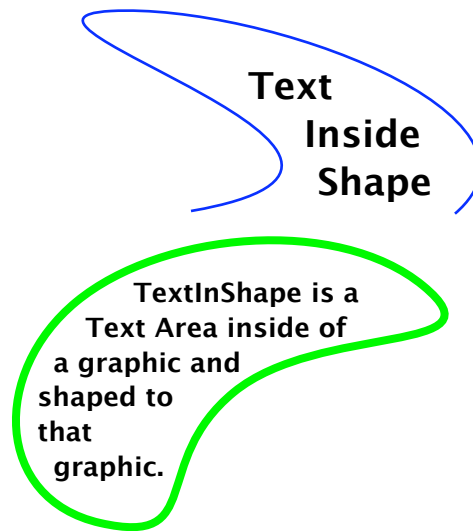 Text
Inside
Shape
TextInShape is a
Text Area inside of
a graphic and
shaped to
that
graphic.